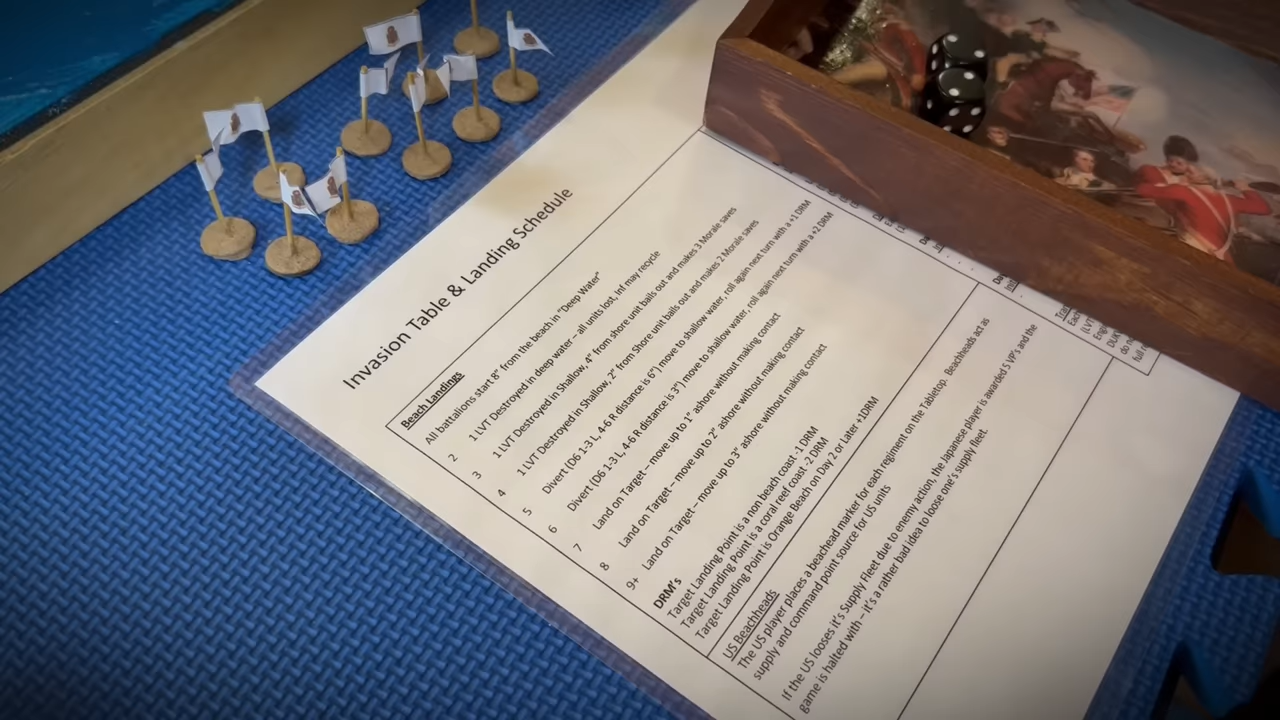 Invasion Table & Landing Schedule
Beach Landings
All battalions start 8" from the beach in "Deep Water"
2 1 LVT Destroyed in deep water – all units lost, inf may recycle
3 1 LVT Destroyed in Shallow, 4" from shore unit bails out and makes 3 Morale saves
4 1 LVT Destroyed in Shallow, 2" from Shore unit bails out and makes 2 Morale saves
5 Divert (D6 1-3 L, 4-6 R distance is 6") move to shallow water, roll again next turn with a +1 DRM
6 Divert (D6 1-3 L, 4-6 R distance is 3") move to shallow water, roll again next turn with a +2 DRM
7 Land on Target – move up to 1" ashore without making contact
8 Land on Target – move up to 2" ashore without making contact
9+ Land on Target – move up to 3" ashore without making contact
DRM's
Target Landing Point is a non beach coast -1 DRM
Target Landing Point is a coral reef coast -2 DRM
Target Landing Point is Orange Beach on Day 2 or Later +1DRM
US Beachheads
The US player places a beachhead marker for each regiment on the Tabletop. Beachheads act as
supply and command point source for US units
If the US looses it's Supply Fleet due to enemy action, the Japanese player is awarded 5 VP's and the
game is halted with – it's a rather bad idea to loose one's supply fleet.